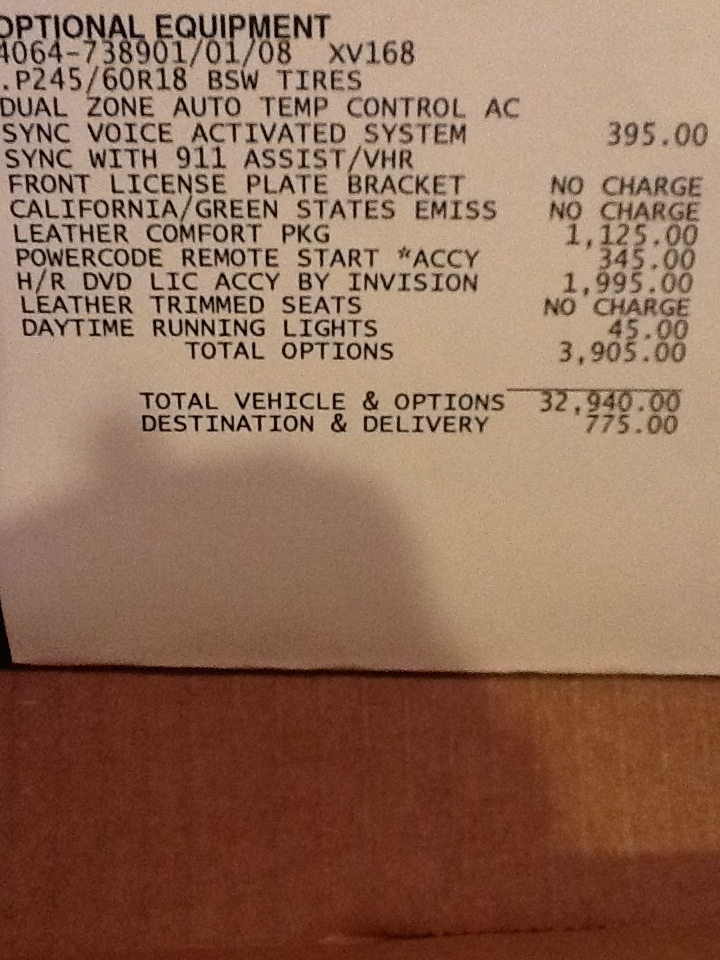 OPTIONAL EQUIPMENT
4064-738901/01/08 XV168
.P245/60R18 BSW TIRES
DUAL ZONE AUTO TEMP CONTROL AC
SYNC VOICE ACTIVATED SYSTEM 395.00
SYNC WITH 911 ASSIST/VHR
FRONT LICENSE PLATE BRACKET NO CHARGE
CALIFORNIA/GREEN STATES EMISS NO CHARGE
LEATHER COMFORT PKG 1,125.00
POWERCODE REMOTE START *ACCY 345.00
H/R DVD LIC ACCY BY INVISION 1,995.00
LEATHER TRIMMED SEATS NO CHARGE
DAYTIME RUNNING LIGHTS 45.00
TOTAL OPTIONS 3,905.00
TOTAL VEHICLE & OPTIONS 32,940.00
DESTINATION & DELIVERY 775.00